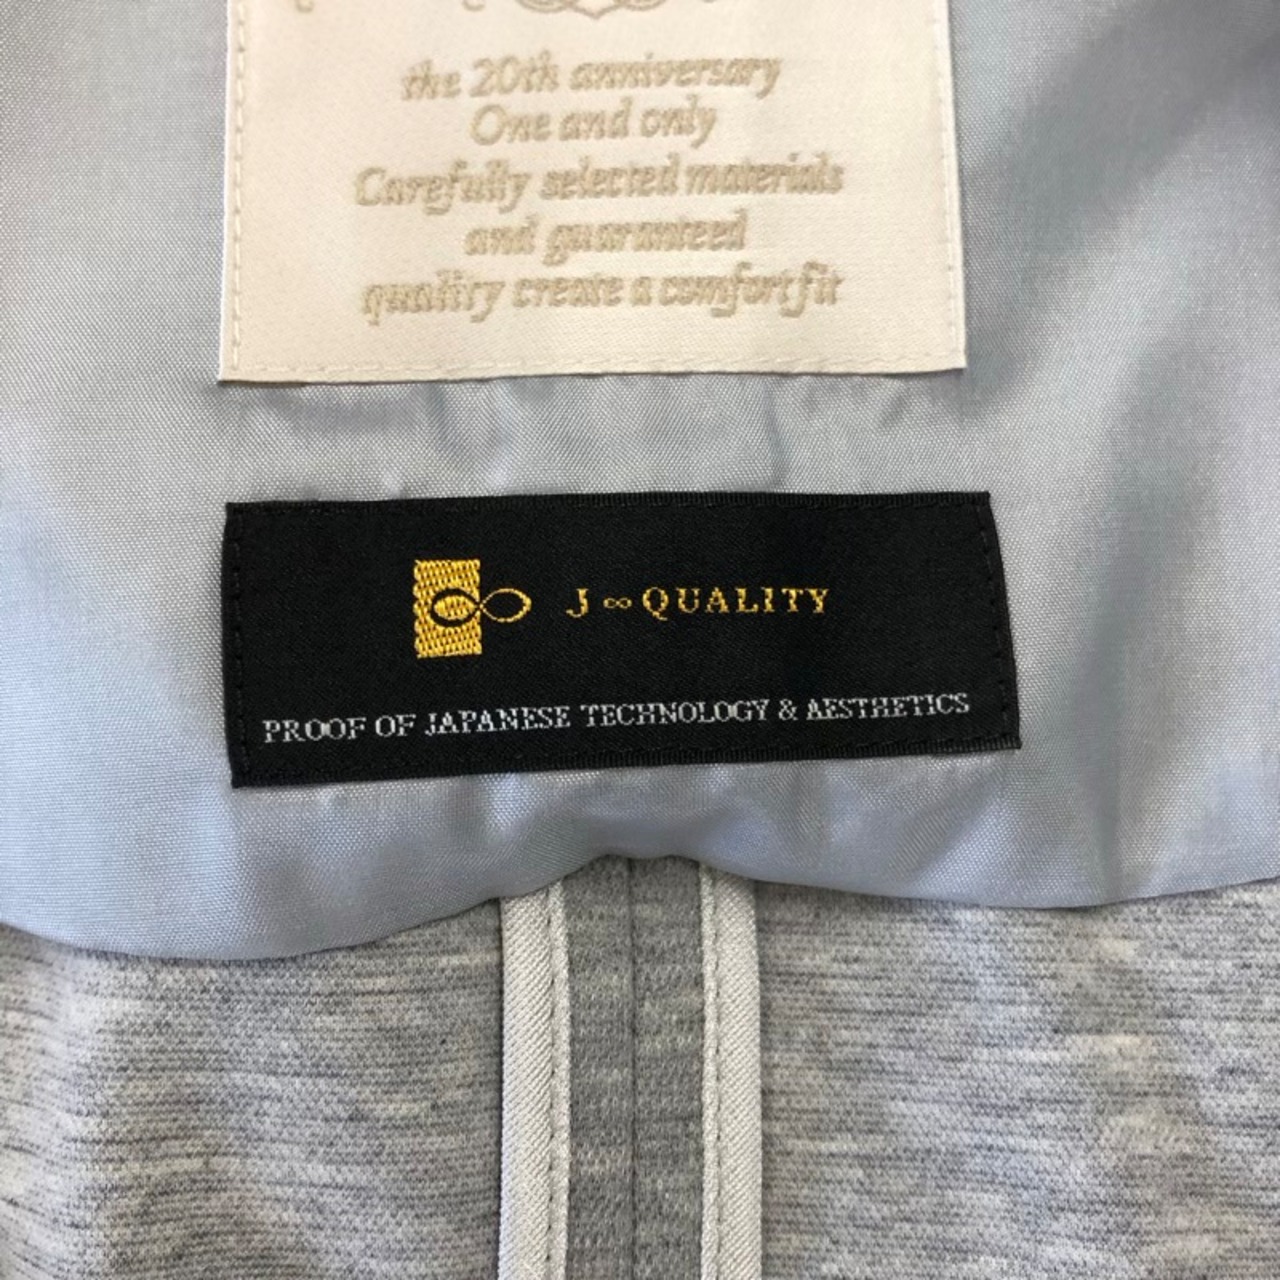 the 20th anniversary
One and only
Carefully selected materials
and guaranteed
quality create a comfort fit
J∞QUALITY
PROOF OF JAPANESE TECHNOLOGY & AESTHETICS